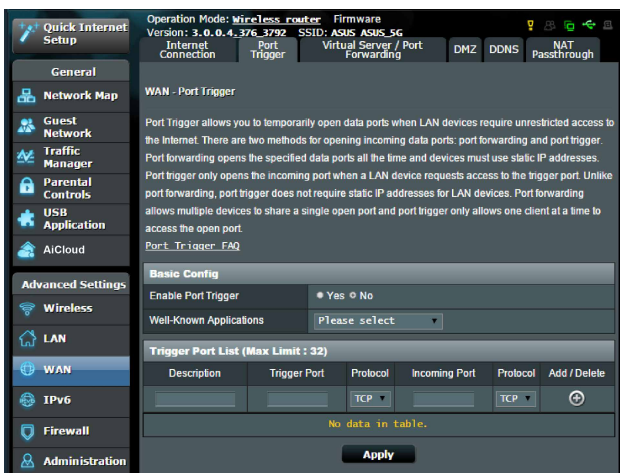 Quick Internet
Setup
Operation Mode: Wireless router Firmware
Version: 3.0.0.4.376_3792 SSID: ASUS ASUS_5G
Internet
Connection
Port
Trigger
Virtual Server / Port
Forwarding
DMZ
DDNS
NAT
Passthrough
General
Network Map
Guest
Network
Traffic
Manager
Parental
Controls
USB
Application
AiCloud
Advanced Settings
Wireless
LAN
WAN
IPv6
Firewall
Administration
WAN - Port Trigger
Port Trigger allows you to temporarily open data ports when LAN devices require unrestricted access to
the Internet. There are two methods for opening incoming data ports: port forwarding and port trigger.
Port forwarding opens the specified data ports all the time and devices must use static IP addresses.
Port trigger only opens the incoming port when a LAN device requests access to the trigger port. Unlike
port forwarding, port trigger does not require static IP addresses for LAN devices. Port forwarding
allows multiple devices to share a single open port and port trigger only allows one client at a time to
access the open port.
Port Trigger FAQ
Basic Config
Enable Port Trigger Yes No
Well-Known Applications Please select
Trigger Port List (Max Limit : 32)
Description Trigger Port Protocol Incoming Port Protocol Add / Delete
TCP TCP
No data in table.
Apply